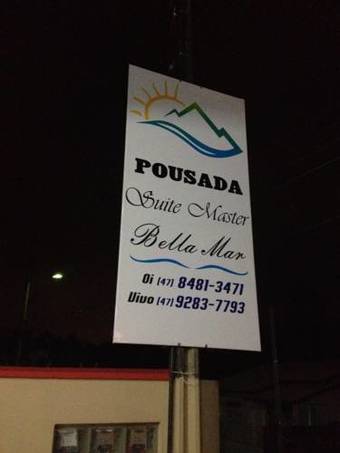 POUSADA
Suite Master
Bella Mar
Oi (47) 8481-3471
Vivo (47) 9283-7793